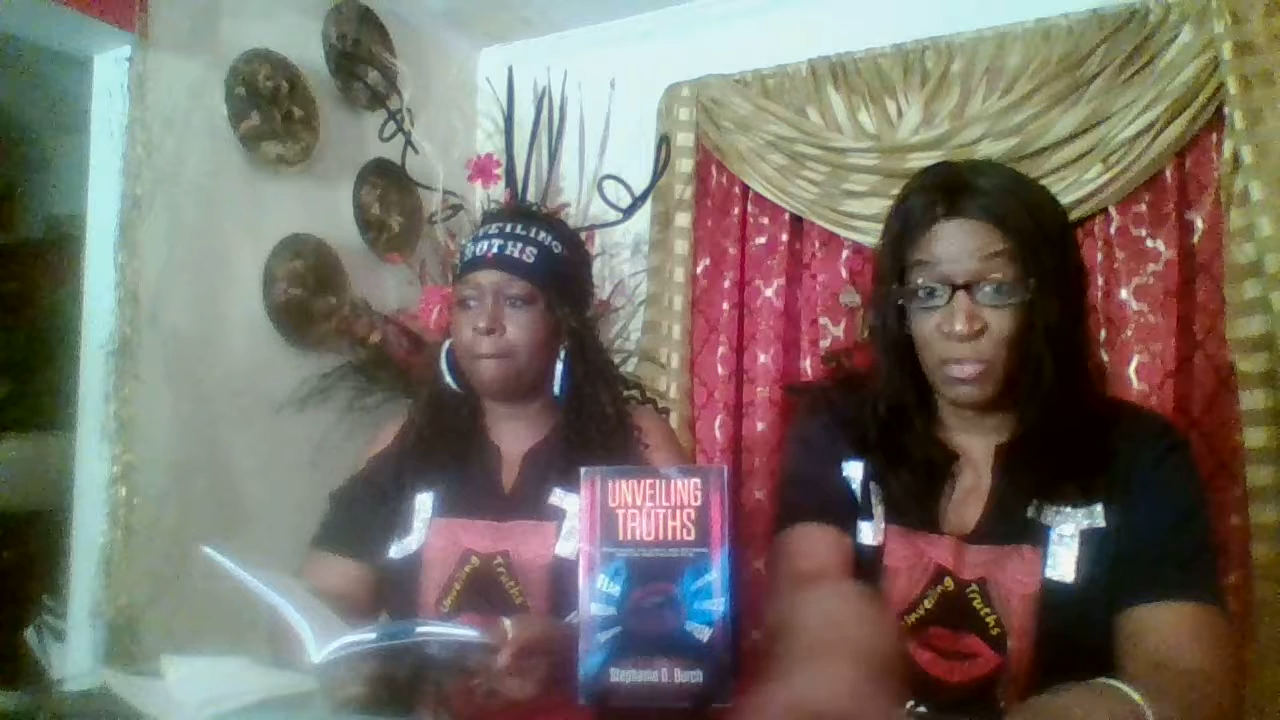 UNVEILING
TRUTHS
J T
Unveiling Truths
UNVEILING
TRUTHS
Stephanie D. Burch
J T
Unveiling Truths